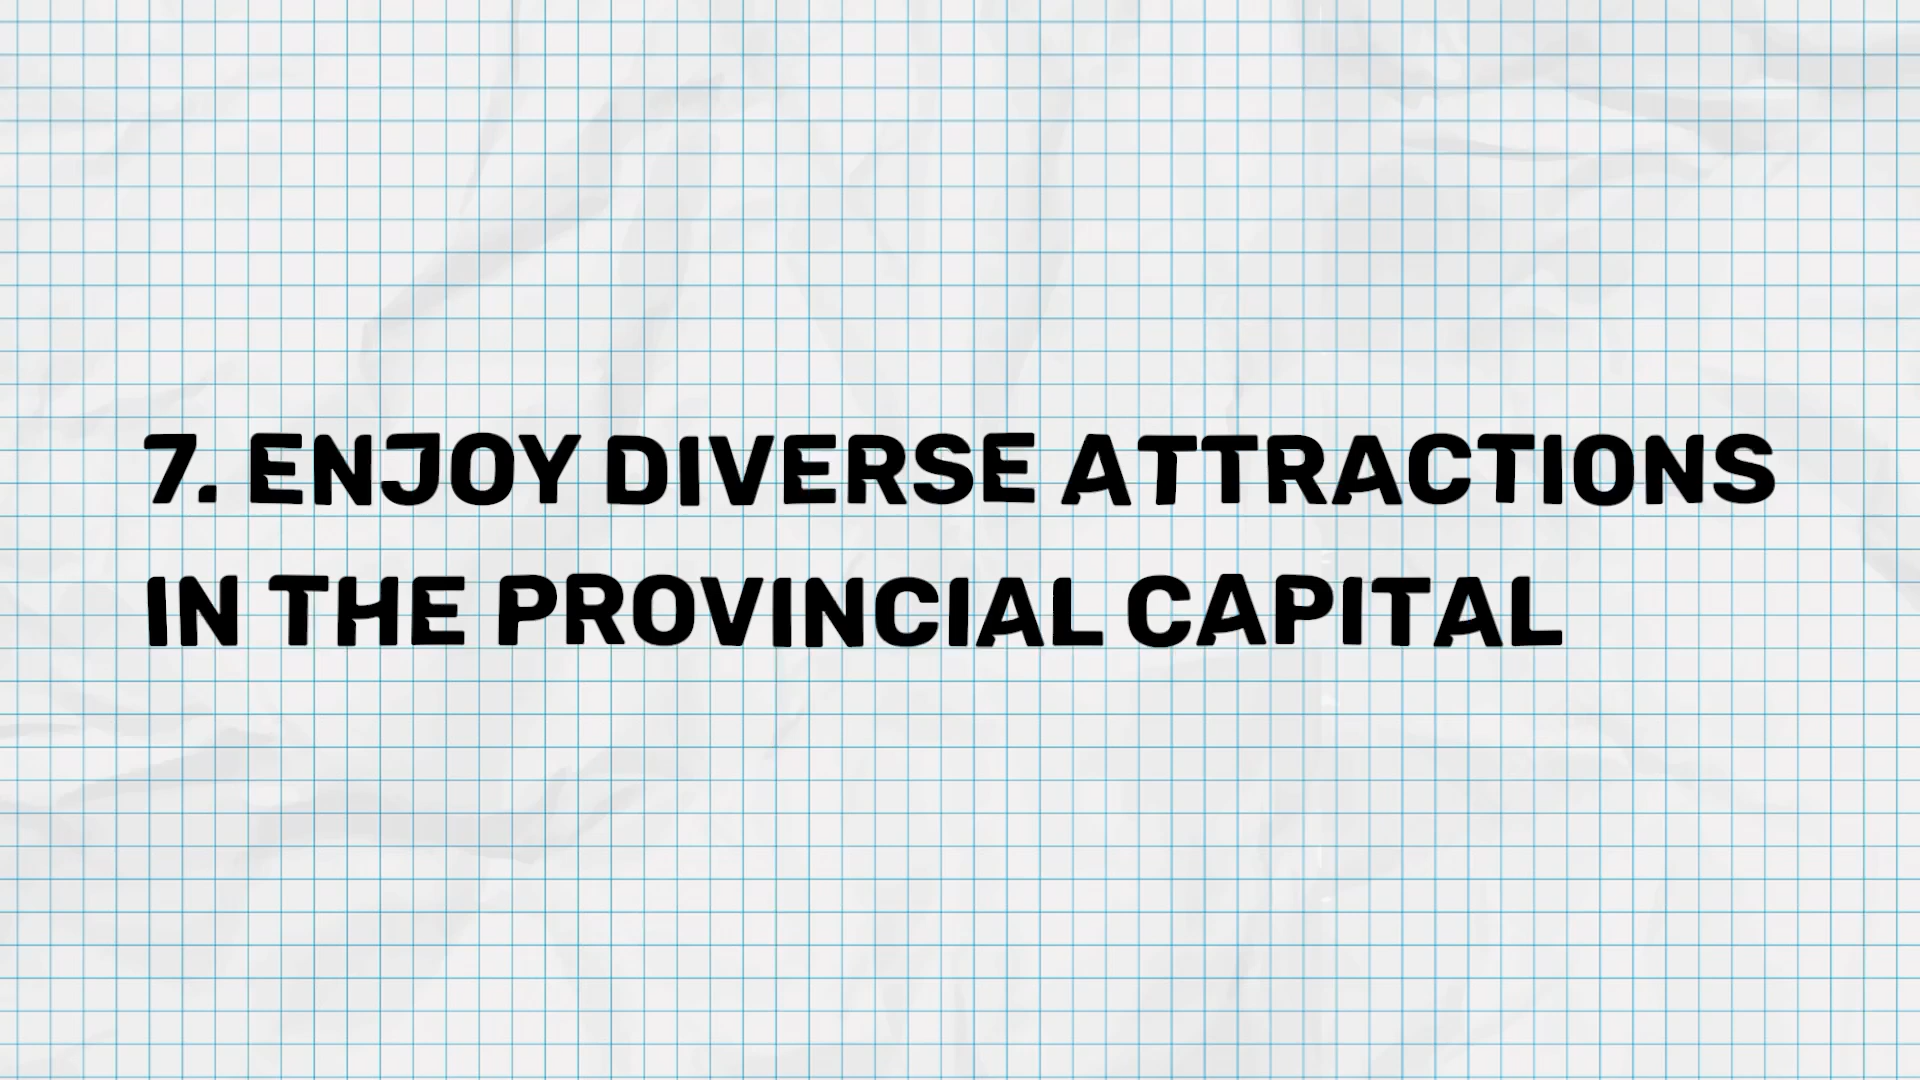 7. ENJOY DIVERSE ATTRACTIONS
IN THE PROVINCIAL CAPITAL